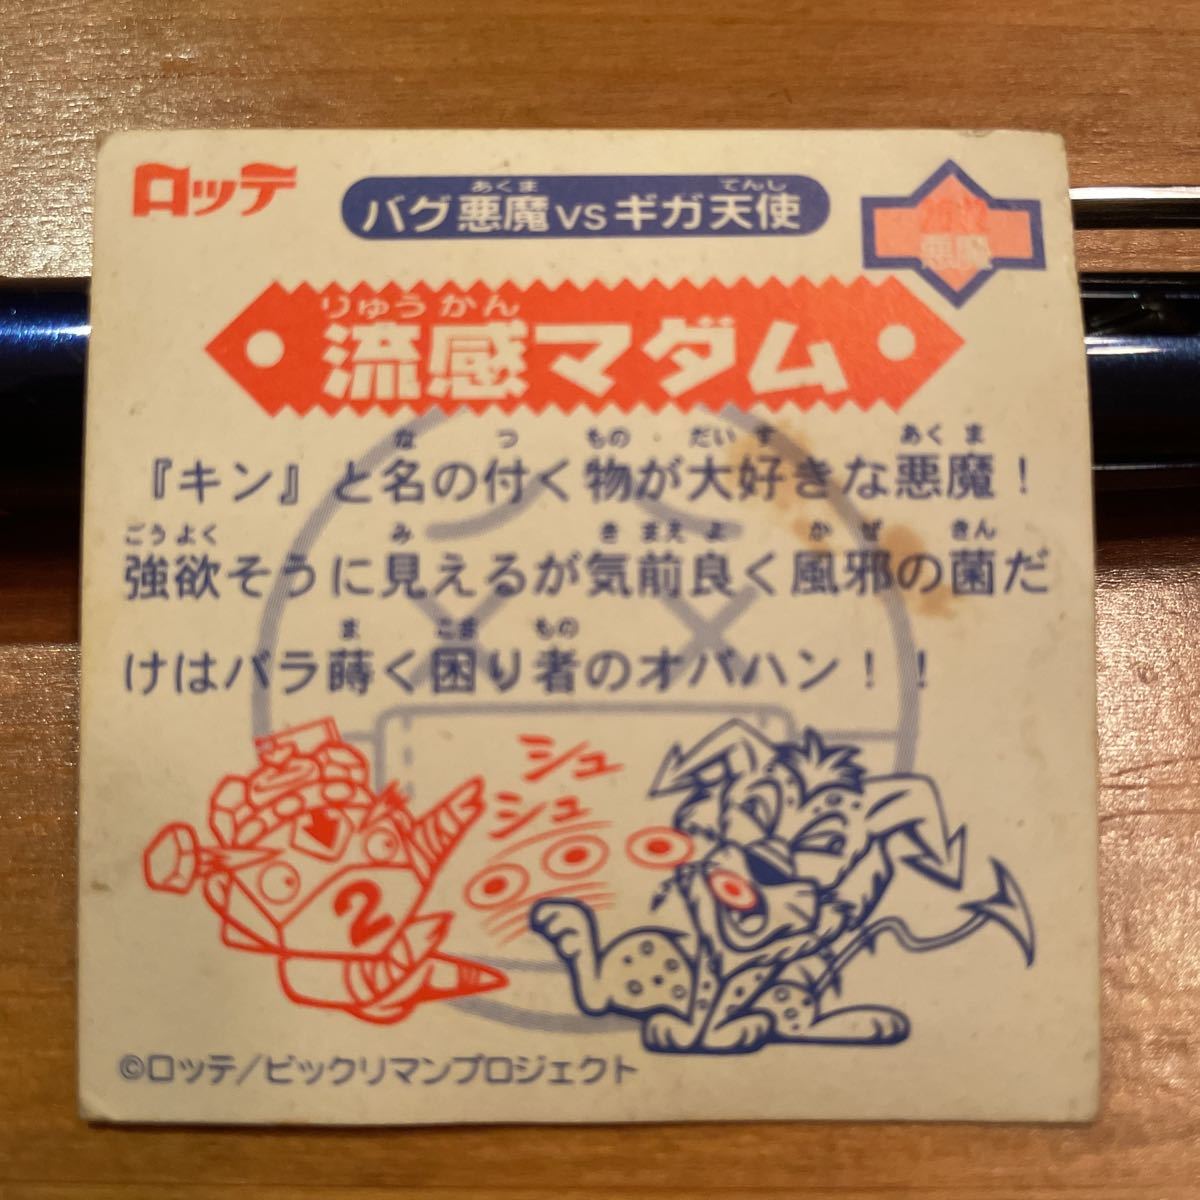 ロッテ
バグ悪魔vsギガ天使
あくま てんし
悪魔
りゅうかん
流感マダム
な つ もの だいす あくま
『キン』と名の付く物が大好きな悪魔！
ごうよく み きまえよ かぜ きん
強欲そうに見えるが気前良く風邪の菌だ
ま こま もの
けはバラ蒔く困り者のオバハン！！
シュ
シュ
2
©ロッテ/ビックリマンプロジェクト